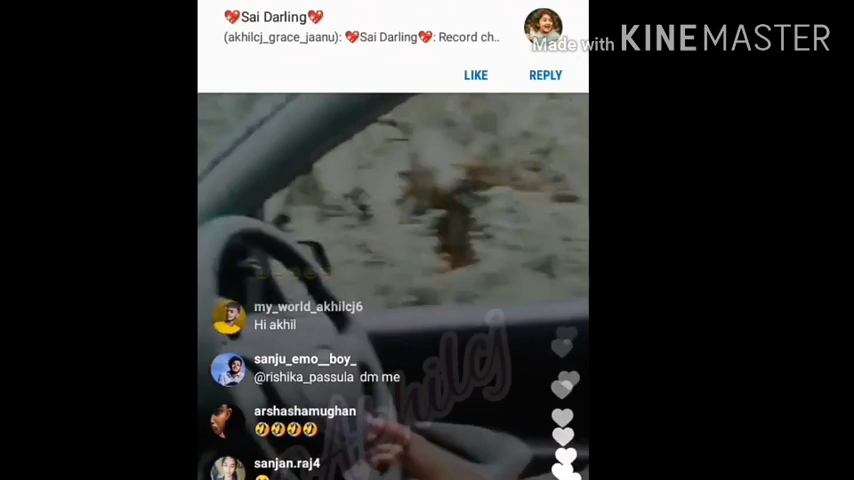 💖Sai Darling💖
(akhilcj_grace_jaanu): 💖Sai Darling💖: Record ch..
Made with KINEMASTER
LIKE REPLY
my_world_akhilcj6
Hi akhil
sanju_emo__boy_
@rishika_passula dm me
arshashamughan
🤣🤣🤣🤣
sanjan.raj4
Akhilcj